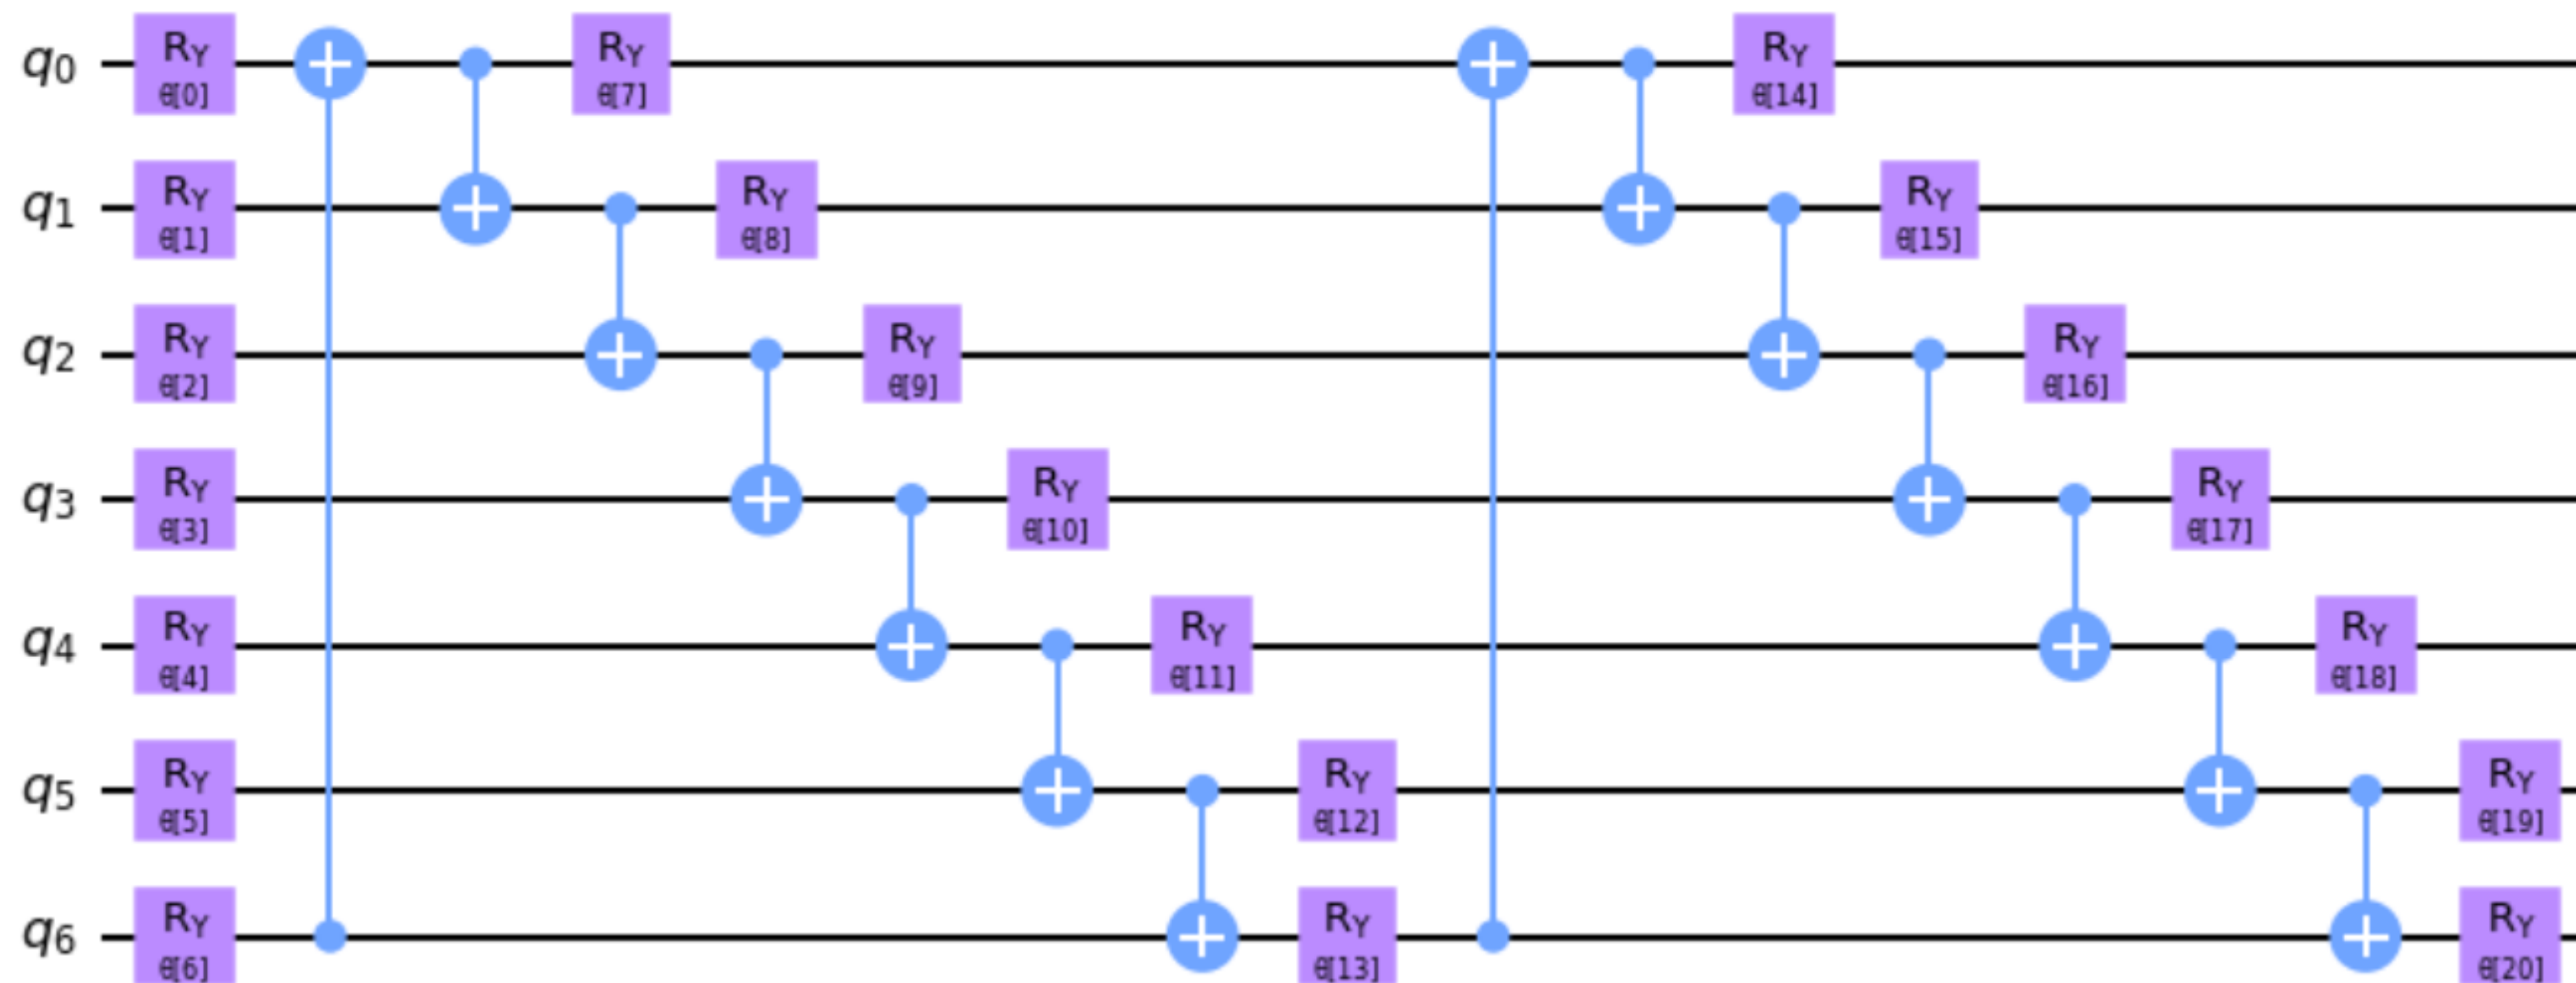 q0 RY RY RY
θ[0] θ[7] θ[14]
q1 RY RY RY
θ[1] θ[8] θ[15]
q2 RY RY RY
θ[2] θ[9] θ[16]
q3 RY RY RY
θ[3] θ[10] θ[17]
q4 RY RY RY
θ[4] θ[11] θ[18]
q5 RY RY RY
θ[5] θ[12] θ[19]
q6 RY RY RY
θ[6] θ[13] θ[20]